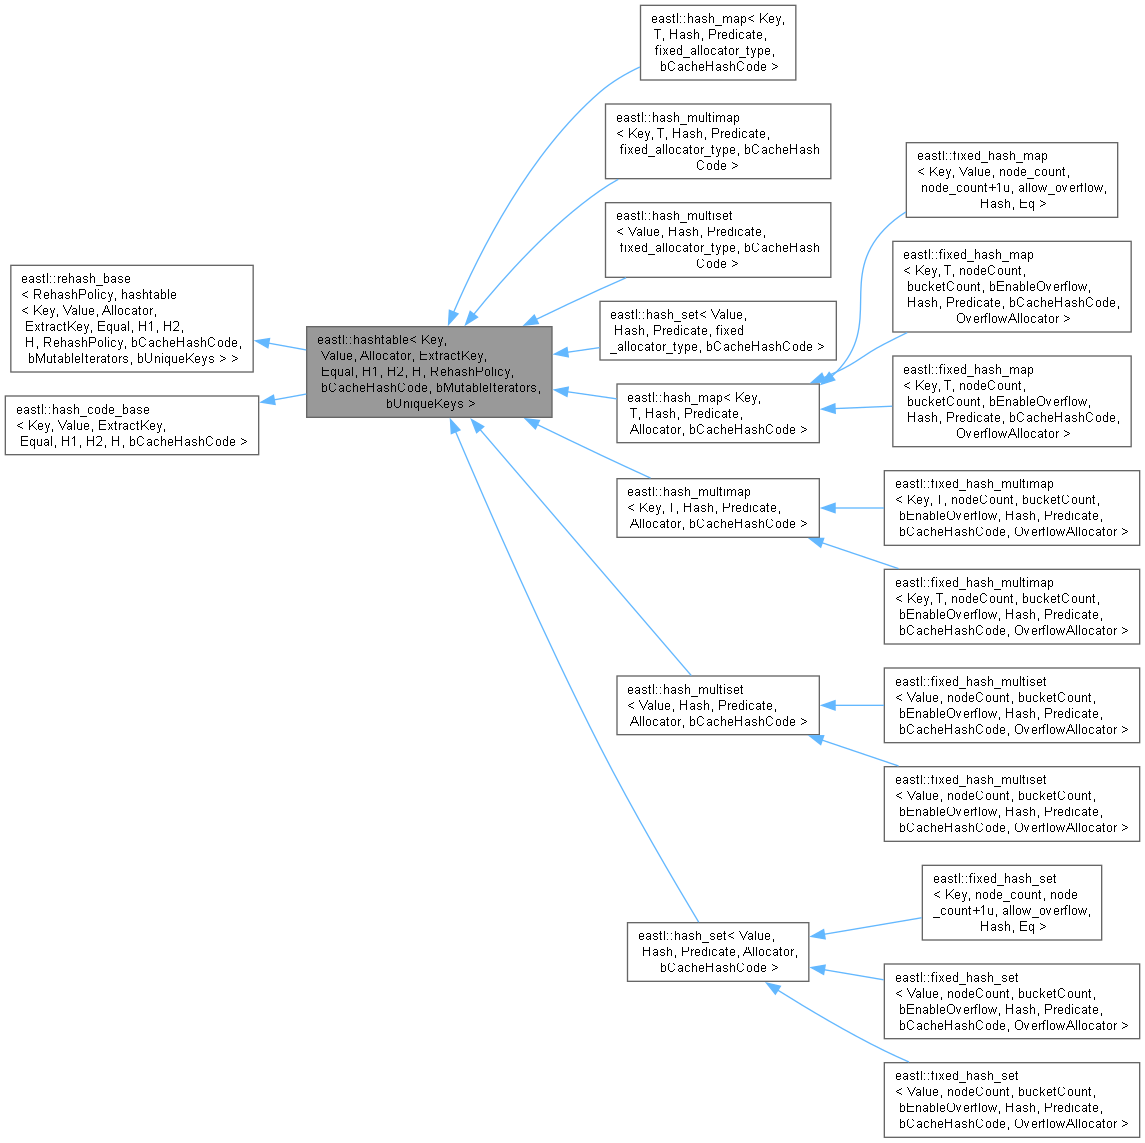 eastl::rehash_base
< RehashPolicy, hashtable
< Key, Value, Allocator,
ExtractKey, Equal, H1, H2,
H, RehashPolicy, bCacheHashCode,
bMutableIterators, bUniqueKeys > >
eastl::hash_code_base
< Key, Value, ExtractKey,
Equal, H1, H2, H, bCacheHashCode >
eastl::hashtable< Key,
Value, Allocator, ExtractKey,
Equal, H1, H2, H, RehashPolicy,
bCacheHashCode, bMutableIterators,
bUniqueKeys >
eastl::hash_map< Key,
T, Hash, Predicate,
fixed_allocator_type,
bCacheHashCode >
eastl::hash_multimap
< Key, T, Hash, Predicate,
fixed_allocator_type, bCacheHash
Code >
eastl::hash_multiset
< Value, Hash, Predicate,
fixed_allocator_type, bCacheHash
Code >
eastl::hash_set< Value,
Hash, Predicate, fixed
_allocator_type, bCacheHashCode >
eastl::hash_map< Key,
T, Hash, Predicate,
Allocator, bCacheHashCode >
eastl::hash_multimap
< Key, T, Hash, Predicate,
Allocator, bCacheHashCode >
eastl::hash_multiset
< Value, Hash, Predicate,
Allocator, bCacheHashCode >
eastl::hash_set< Value,
Hash, Predicate, Allocator,
bCacheHashCode >
eastl::fixed_hash_map
< Key, Value, node_count,
node_count+1u, allow_overflow,
Hash, Eq >
eastl::fixed_hash_map
< Key, T, nodeCount,
bucketCount, bEnableOverflow,
Hash, Predicate, bCacheHashCode,
OverflowAllocator >
eastl::fixed_hash_map
< Key, T, nodeCount,
bucketCount, bEnableOverflow,
Hash, Predicate, bCacheHashCode,
OverflowAllocator >
eastl::fixed_hash_multimap
< Key, T, nodeCount, bucketCount,
bEnableOverflow, Hash, Predicate,
bCacheHashCode, OverflowAllocator >
eastl::fixed_hash_multimap
< Key, T, nodeCount, bucketCount,
bEnableOverflow, Hash, Predicate,
bCacheHashCode, OverflowAllocator >
eastl::fixed_hash_multiset
< Value, nodeCount, bucketCount,
bEnableOverflow, Hash, Predicate,
bCacheHashCode, OverflowAllocator >
eastl::fixed_hash_multiset
< Value, nodeCount, bucketCount,
bEnableOverflow, Hash, Predicate,
bCacheHashCode, OverflowAllocator >
eastl::fixed_hash_set
< Key, node_count, node
_count+1u, allow_overflow,
Hash, Eq >
eastl::fixed_hash_set
< Value, nodeCount, bucketCount,
bEnableOverflow, Hash, Predicate,
bCacheHashCode, OverflowAllocator >
eastl::fixed_hash_set
< Value, nodeCount, bucketCount,
bEnableOverflow, Hash, Predicate,
bCacheHashCode, OverflowAllocator >